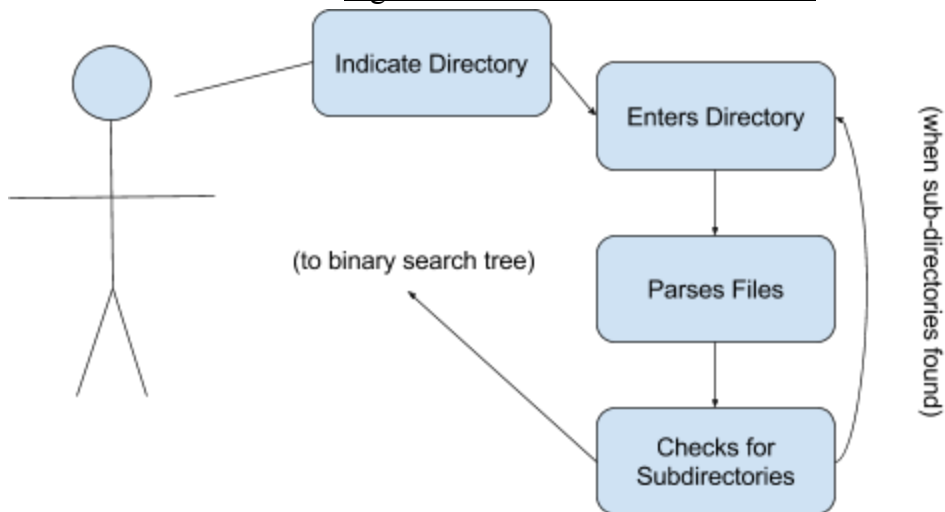 Indicate Directory
Enters Directory
(when sub-directories found)
(to binary search tree)
Parses Files
Checks for
Subdirectories